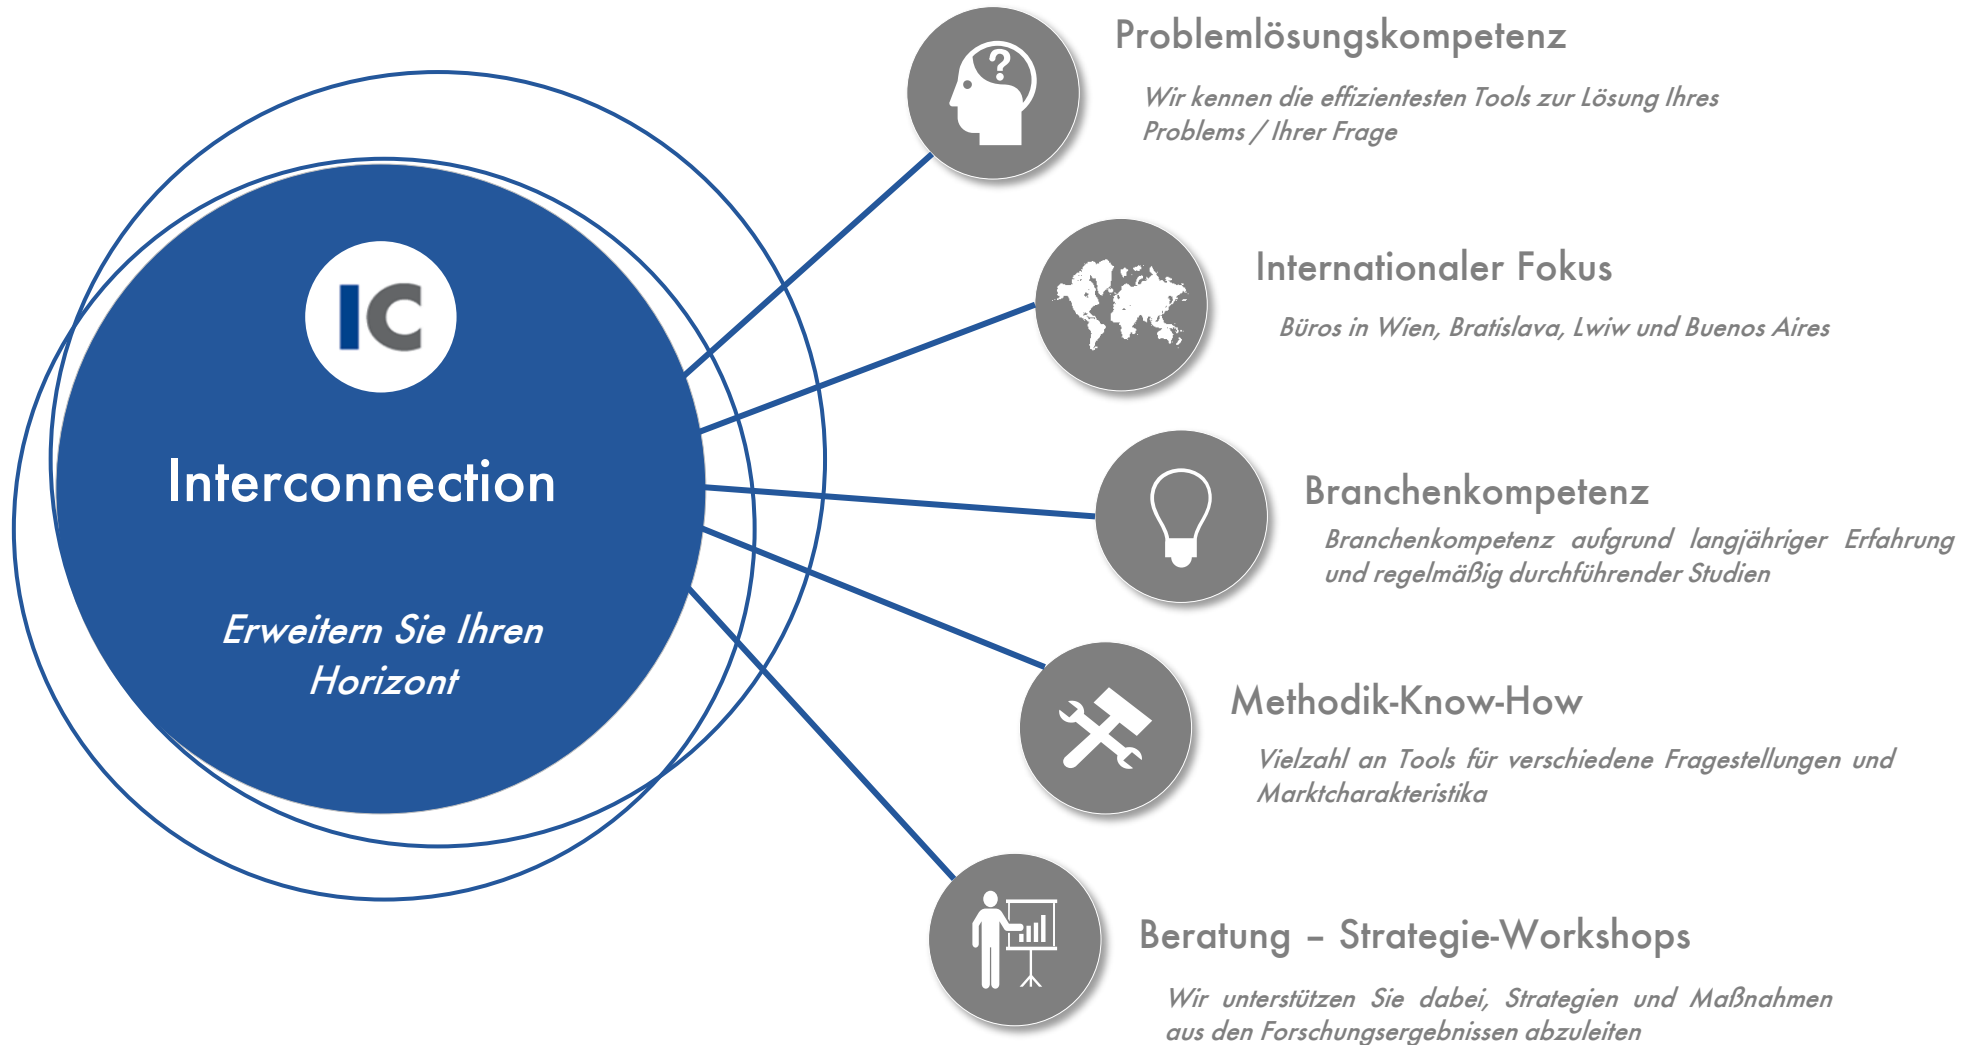 IC
Interconnection
Erweitern Sie Ihren
Horizont
Problemlösungskompetenz
Wir kennen die effizientesten Tools zur Lösung Ihres
Problems / Ihrer Frage
?
Internationaler Fokus
Büros in Wien, Bratislava, Lwiw und Buenos Aires
Branchenkompetenz
Branchenkompetenz aufgrund langjähriger Erfahrung
und regelmäßig durchführender Studien
Methodik-Know-How
Vielzahl an Tools für verschiedene Fragestellungen und
Marktcharakteristika
Beratung – Strategie-Workshops
Wir unterstützen Sie dabei, Strategien und Maßnahmen
aus den Forschungsergebnissen abzuleiten